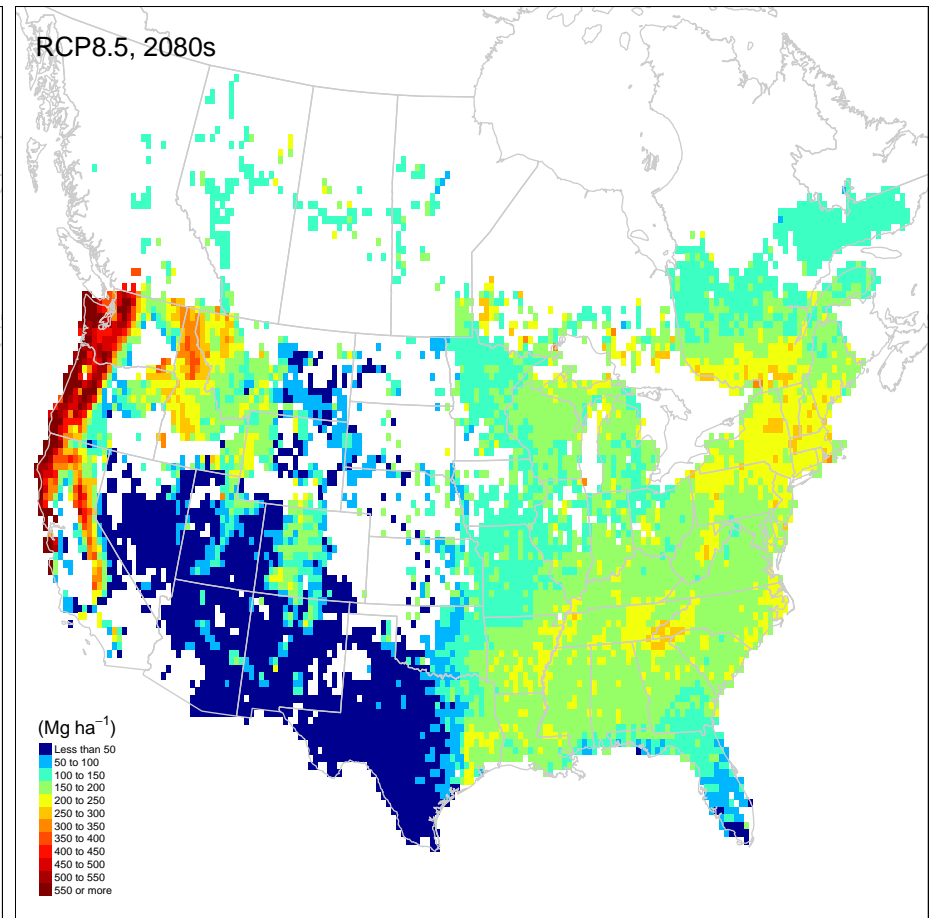 RCP8.5, 2080s
(Mg ha−1)
Less than 50
50 to 100
100 to 150
150 to 200
200 to 250
250 to 300
300 to 350
350 to 400
400 to 450
450 to 500
500 to 550
550 or more